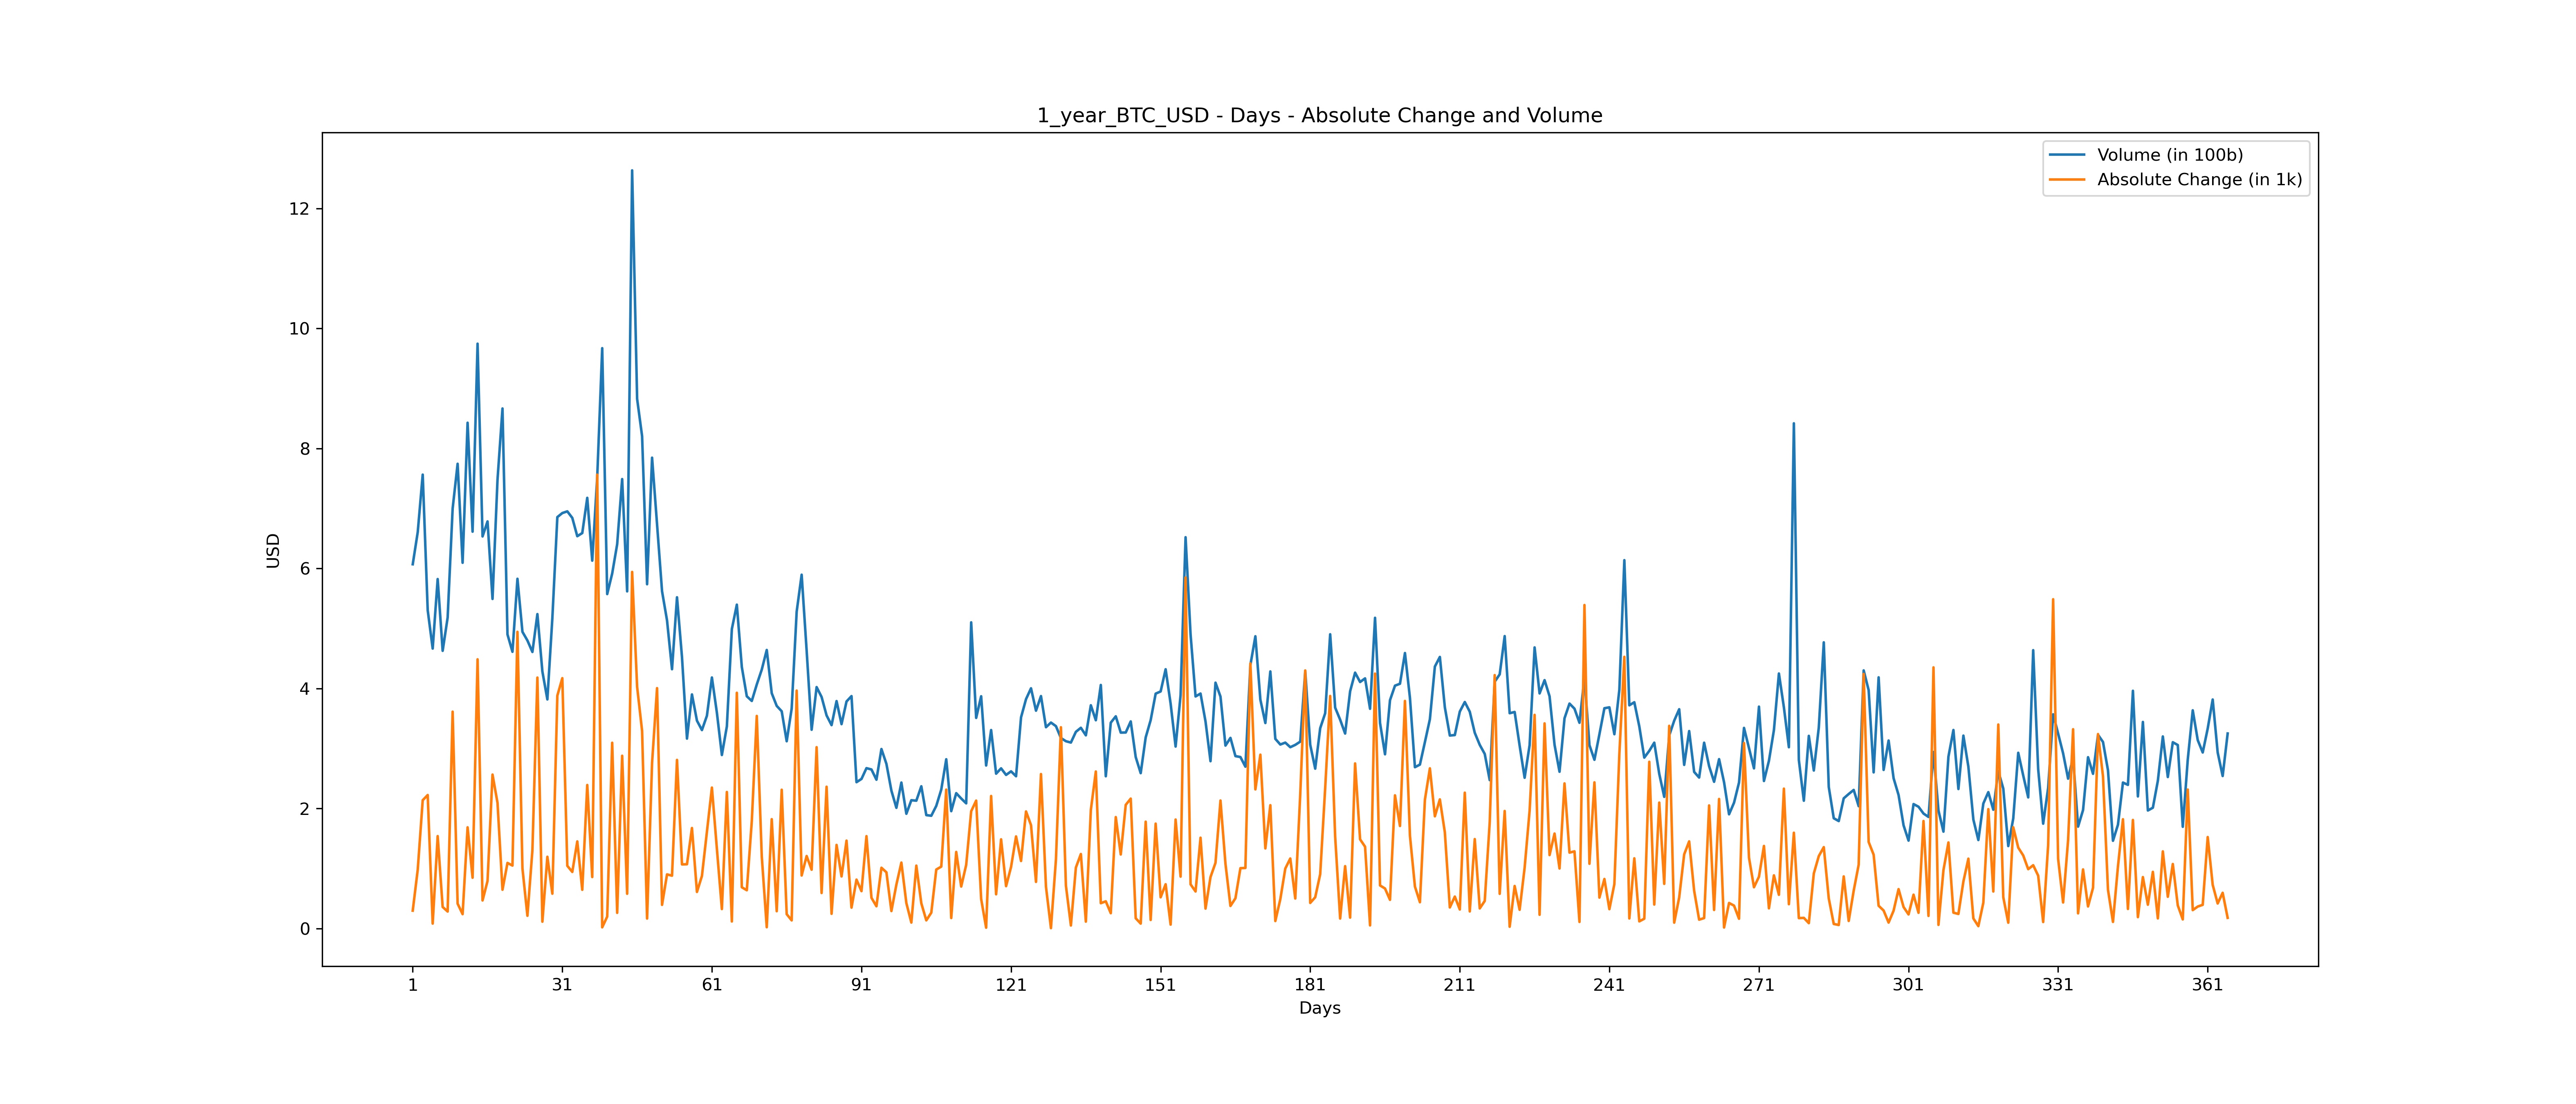 1_year_BTC_USD - Days - Absolute Change and Volume
Volume (in 100b)
Absolute Change (in 1k)
12
10
8
6
4
2
0
USD
1 31 61 91 121 151 181 211 241 271 301 331 361
Days